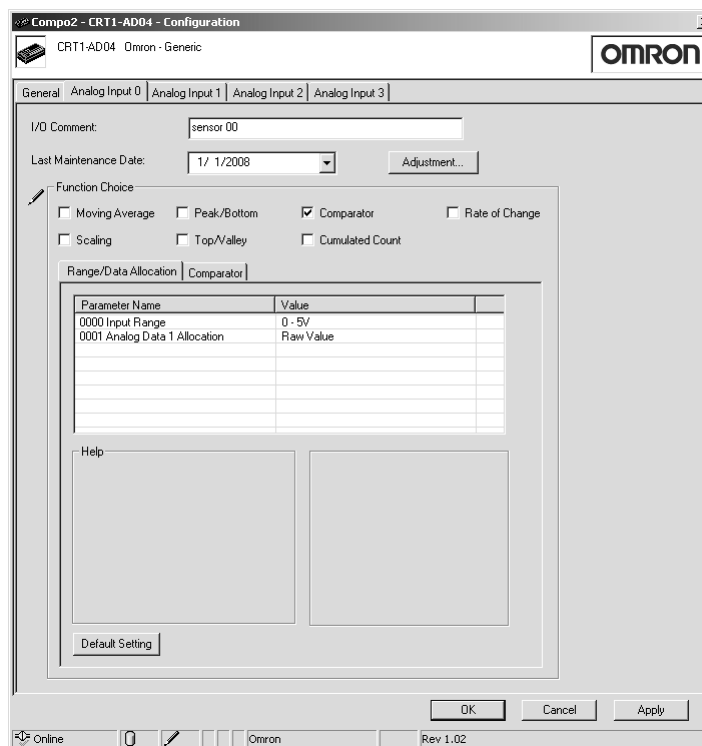 Compo2 - CRT1-AD04 - Configuration
CRT1-AD04 Omron - Generic
OMRON
General Analog Input 0 Analog Input 1 Analog Input 2 Analog Input 3
I/O Comment: sensor 00
Last Maintenance Date: 1/ 1/2008 Adjustment...
Function Choice
Moving Average Peak/Bottom Comparator Rate of Change
Scaling Top/Valley Cumulated Count
Range/Data Allocation Comparator
Parameter Name Value
0000 Input Range 0 - 5V
0001 Analog Data 1 Allocation Raw Value
Help
Default Setting
OK Cancel Apply
Online Omron Rev 1.02